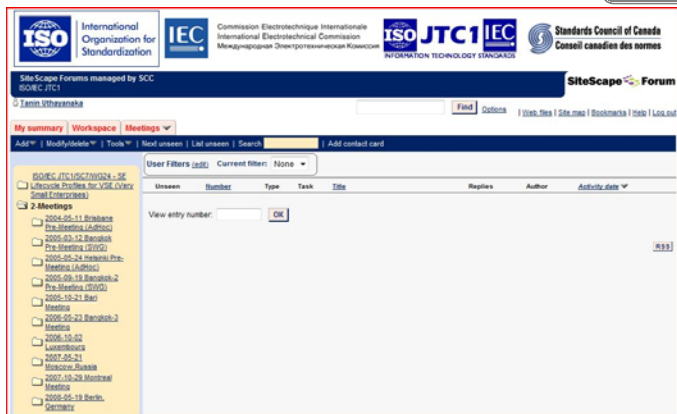 ISO
International
Organization for
Standardization
IEC
Commission Electrotechnique Internationale
International Electrotechnical Commission
Международная Электротехническая Комиссия
ISO JTC1 IEC
INFORMATION TECHNOLOGY STANDARDS
Standards Council of Canada
Conseil canadien des normes
SiteScape Forums managed by SCC
ISO/IEC JTC1
SiteScape Forum
Tanin Uthayanaka
Find Options | Web files | Site map | Bookmarks | Help | Log out
My summary Workspace Meetings
Add | Modify/delete | Tools | Next unseen | List unseen | Search | Add contact card
User Filters (edit) Current filter: None
Unseen Number Type Task Title Replies Author Activity date
View entry number: OK
RSS
ISO/IEC JTC1/SC7/WG24 - SE
Lifecycle Profiles for VSE (Very
Small Enterprises)
2-Meetings
2004-05-11 Brisbane
Pre-Meeting (AdHoc)
2005-03-12 Bangkok
Pre-Meeting (SWG)
2005-05-24 Helsinki Pre-
Meeting (AdHoc)
2005-09-19 Bangkok-2
Pre-Meeting (SWG)
2005-10-21 Bari
Meeting
2006-05-23 Bangkok-3
Meeting
2006-10-02
Luxembourg
2007-05-21
Moscow,Russia
2007-10-29 Montreal
Meeting
2008-05-19 Berlin,
Germany